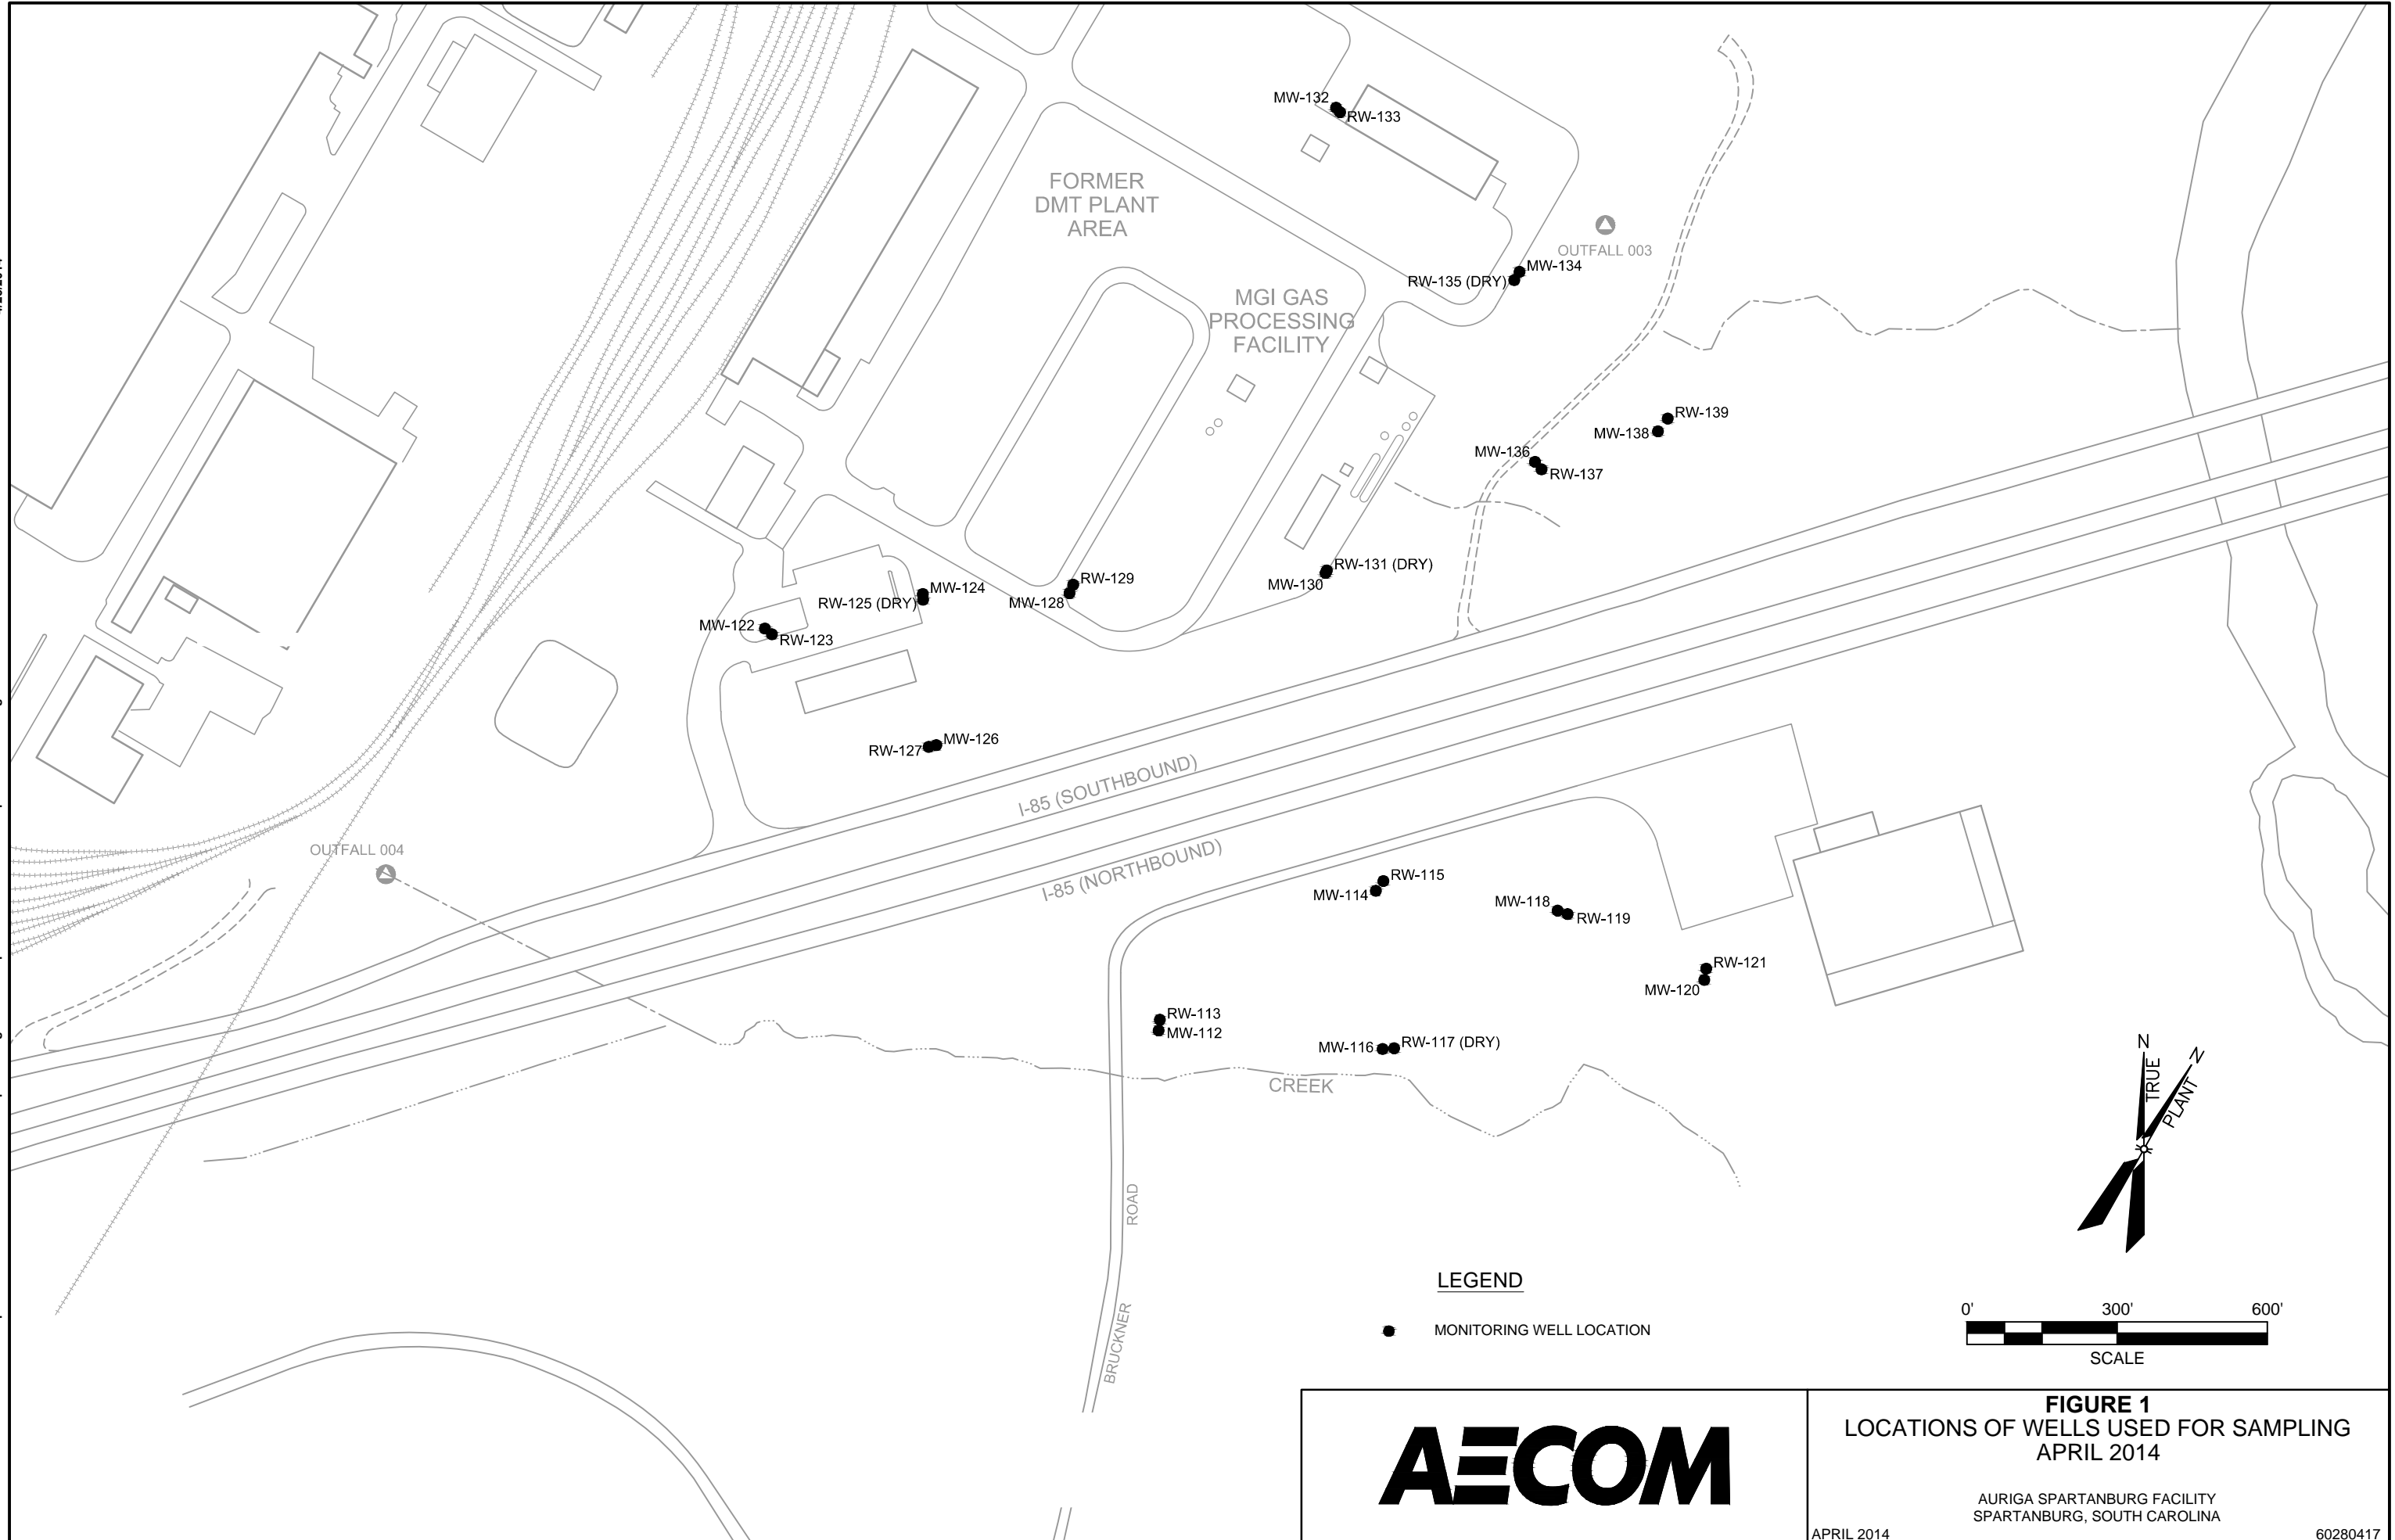 MW-132
RW-133
FORMER
DMT PLANT
AREA
OUTFALL 003
MW-134
RW-135 (DRY)
MGI GAS
PROCESSING
FACILITY
RW-139
MW-138
MW-136
RW-137
RW-131 (DRY)
MW-130
RW-129
MW-128
MW-124
RW-125 (DRY)
MW-122
RW-123
MW-126
RW-127
I-85 (SOUTHBOUND)
I-85 (NORTHBOUND)
OUTFALL 004
RW-115
MW-114
MW-118
RW-119
RW-121
MW-120
RW-113
MW-112
MW-116
RW-117 (DRY)
CREEK
N
TRUE
N
PLANT
BRUCKNER
ROAD
LEGEND
MONITORING WELL LOCATION
0'
300'
600'
SCALE
AECOM
FIGURE 1
LOCATIONS OF WELLS USED FOR SAMPLING
APRIL 2014
AURIGA SPARTANBURG FACILITY
SPARTANBURG, SOUTH CAROLINA
APRIL 2014
60280417